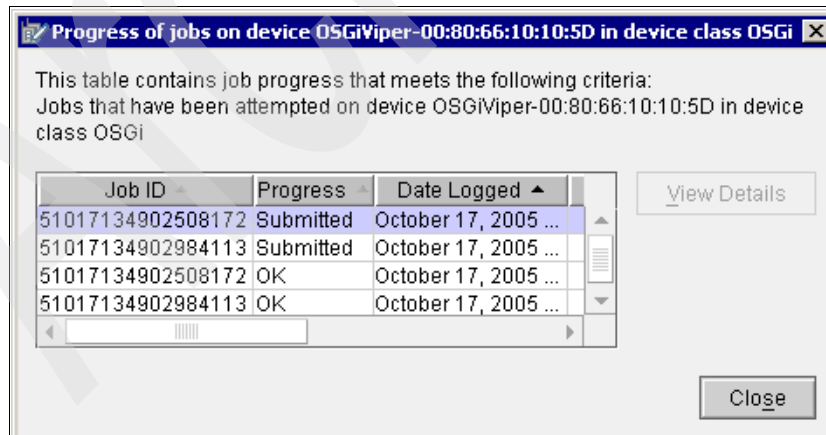 Progress of jobs on device OSGiViper-00:80:66:10:10:5D in device class OSGi
This table contains job progress that meets the following criteria:
Jobs that have been attempted on device OSGiViper-00:80:66:10:10:5D in device
class OSGi
Job ID Progress Date Logged
View Details
51017134902508172 Submitted October 17, 2005 ...
51017134902984113 Submitted October 17, 2005 ...
51017134902508172 OK October 17, 2005 ...
51017134902984113 OK October 17, 2005 ...
Close